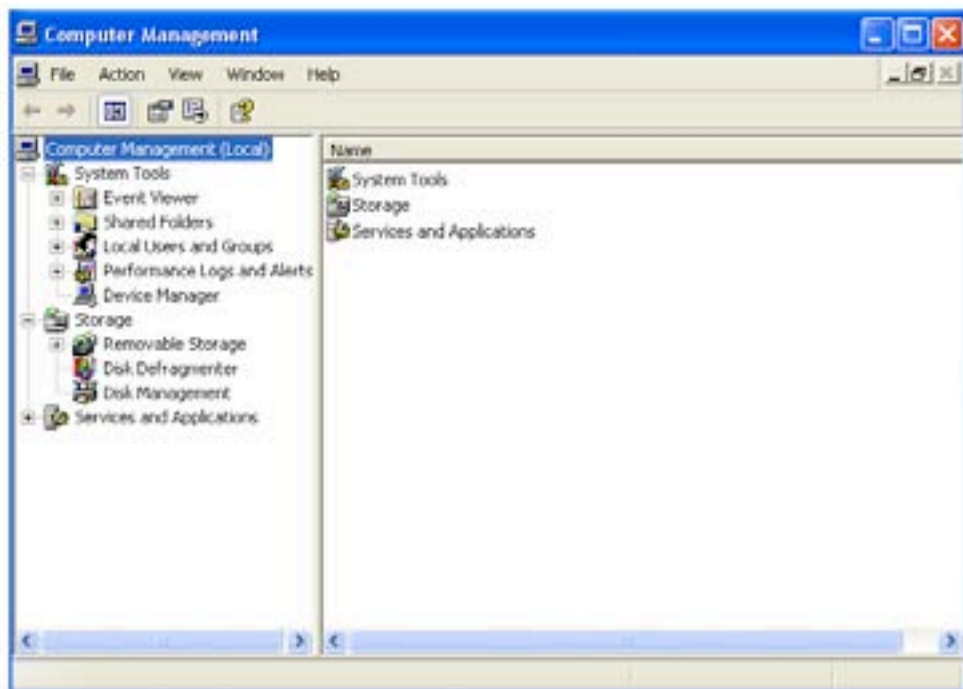 Computer Management
File Action View Window Help
Computer Management (Local)
System Tools
Event Viewer
Shared Folders
Local Users and Groups
Performance Logs and Alerts
Device Manager
Storage
Removable Storage
Disk Defragmenter
Disk Management
Services and Applications
Name
System Tools
Storage
Services and Applications